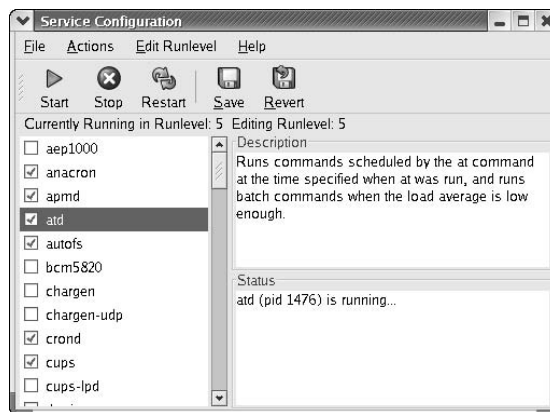 Service Configuration
File Actions Edit Runlevel Help
Start Stop Restart Save Revert
Currently Running in Runlevel: 5 Editing Runlevel: 5
aep1000
anacron
apmd
atd
autofs
bcm5820
chargen
chargen-udp
crond
cups
cups-lpd
Description
Runs commands scheduled by the at command
at the time specified when at was run, and runs
batch commands when the load average is low
enough.
Status
atd (pid 1476) is running...